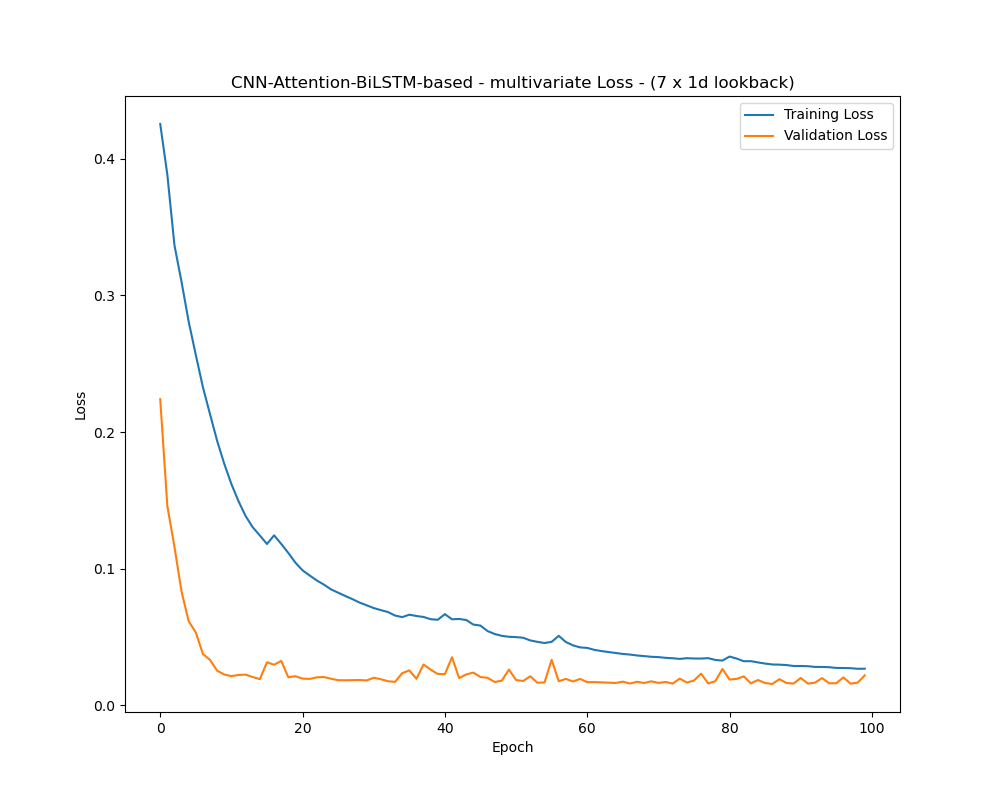 CNN-Attention-BiLSTM-based - multivariate Loss - (7 x 1d lookback)
Training Loss
Validation Loss
0.4
0.3
0.2
0.1
0.0
Loss
0 20 40 60 80 100
Epoch